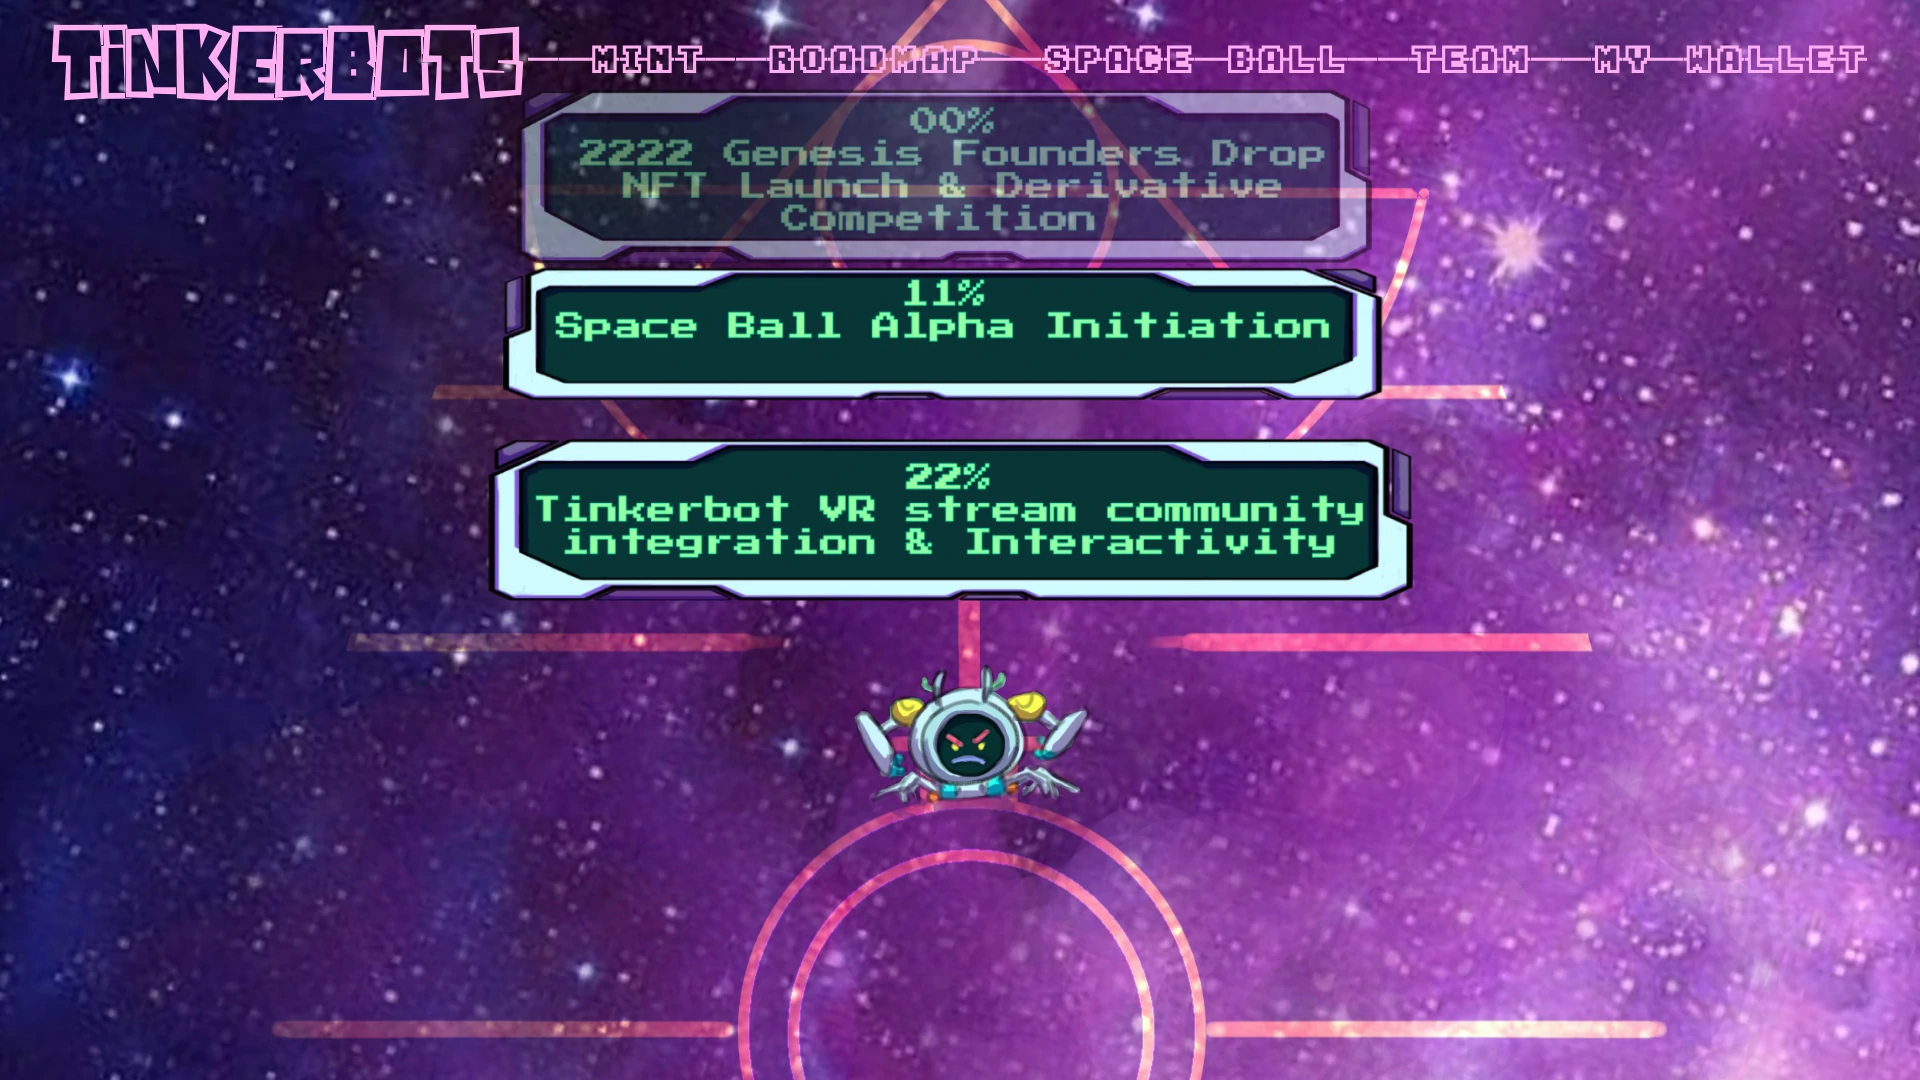 TiNKERBOTS MINT ROADMAP SPACE BALL TEAM MY WALLET
00%
2222 Genesis Founders Drop
NFT Launch & Derivative
Competition
11%
Space Ball Alpha Initiation
22%
Tinkerbot VR stream community
integration & Interactivity